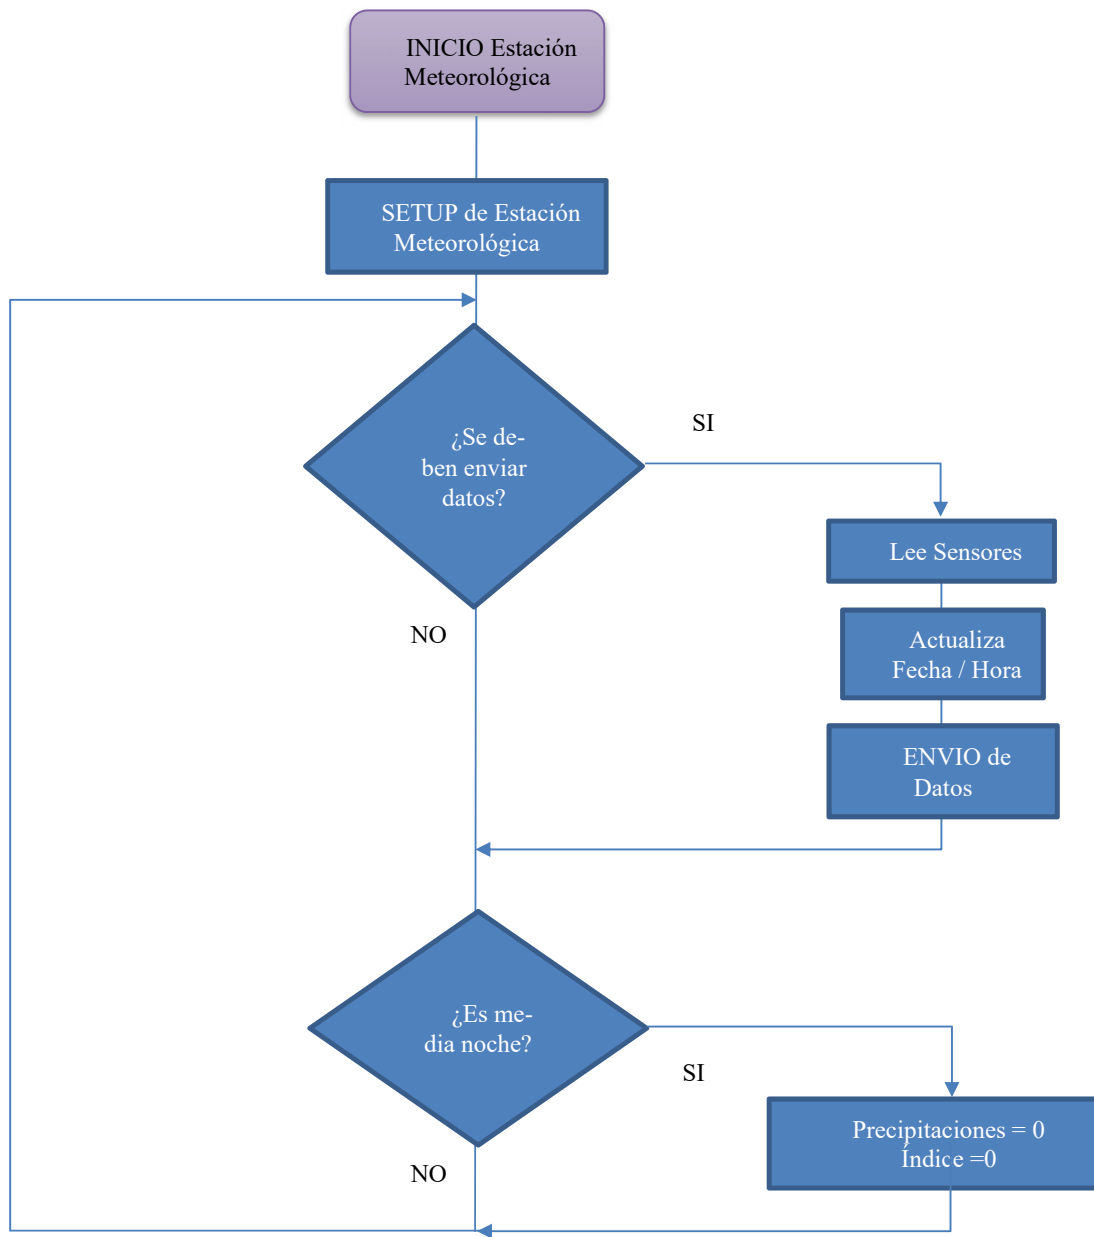 INICIO Estación
Meteorológica
SETUP de Estación
Meteorológica
¿Se de-
ben enviar
datos?
SI
Lee Sensores
NO
Actualiza
Fecha / Hora
ENVIO de
Datos
¿Es me-
dia noche?
SI
Precipitaciones = 0
Índice =0
NO